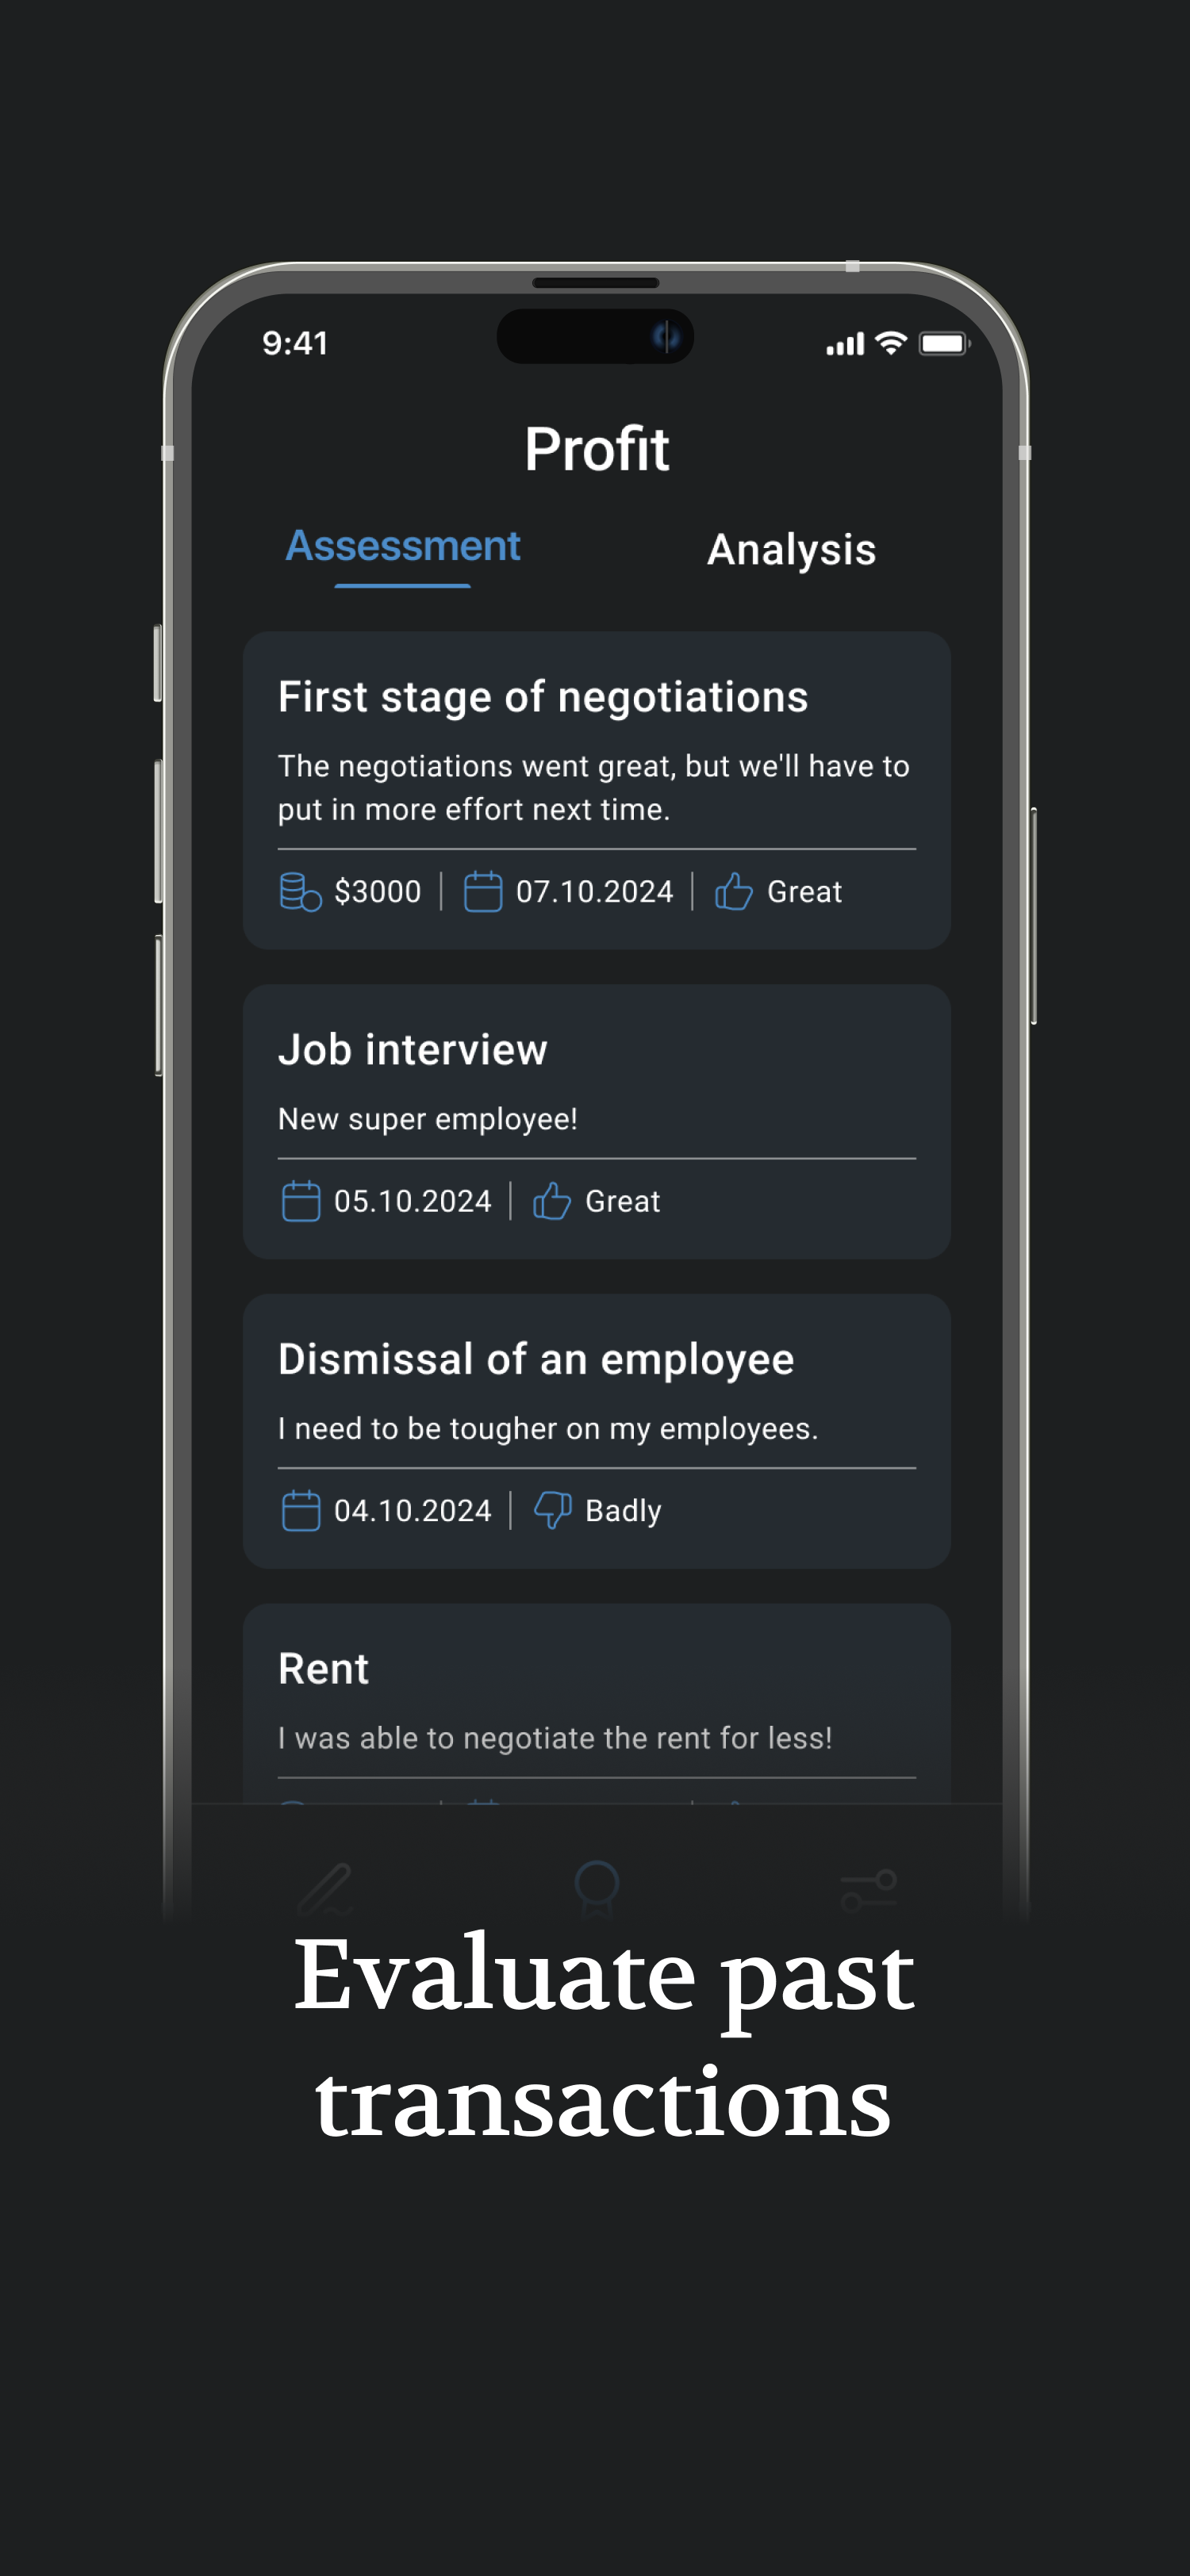 9:41
Profit
Assessment
Analysis
First stage of negotiations
The negotiations went great, but we'll have to
put in more effort next time.
$3000 | 07.10.2024 | Great
Job interview
New super employee!
05.10.2024 | Great
Dismissal of an employee
I need to be tougher on my employees.
04.10.2024 | Badly
Rent
I was able to negotiate the rent for less!
Evaluate past
transactions